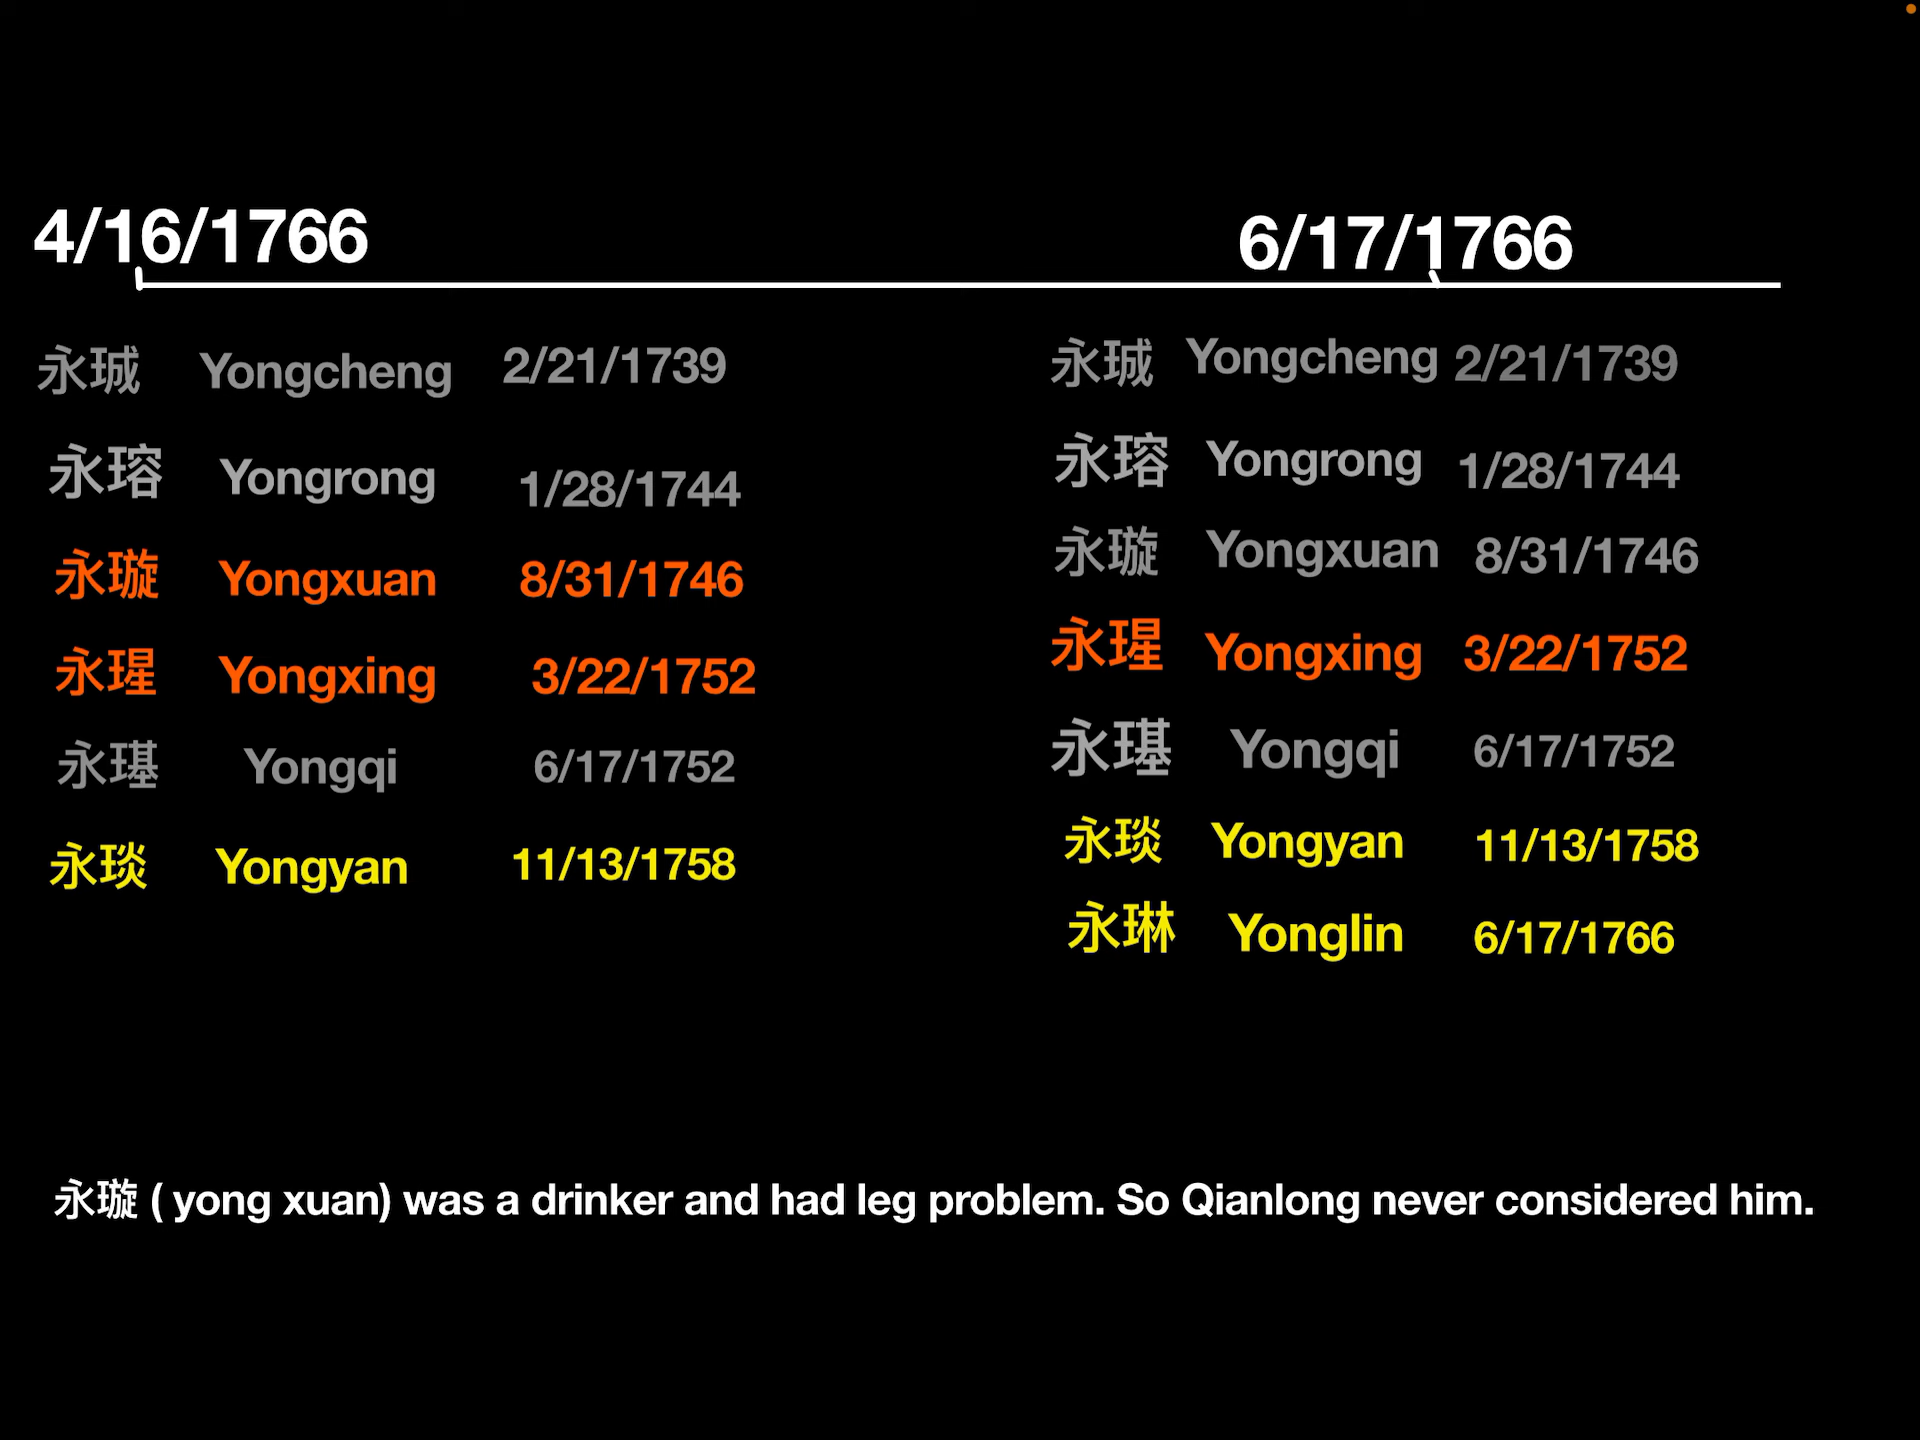 4/16/1766
永珹 Yongcheng 2/21/1739
永瑢 Yongrong 1/28/1744
永璇 Yongxuan 8/31/1746
永瑆 Yongxing 3/22/1752
永璂 Yongqi 6/17/1752
永琰 Yongyan 11/13/1758
6/17/1766
永珹 Yongcheng 2/21/1739
永瑢 Yongrong 1/28/1744
永璇 Yongxuan 8/31/1746
永瑆 Yongxing 3/22/1752
永璂 Yongqi 6/17/1752
永琰 Yongyan 11/13/1758
永琳 Yonglin 6/17/1766
永璇 ( yong xuan) was a drinker and had leg problem. So Qianlong never considered him.